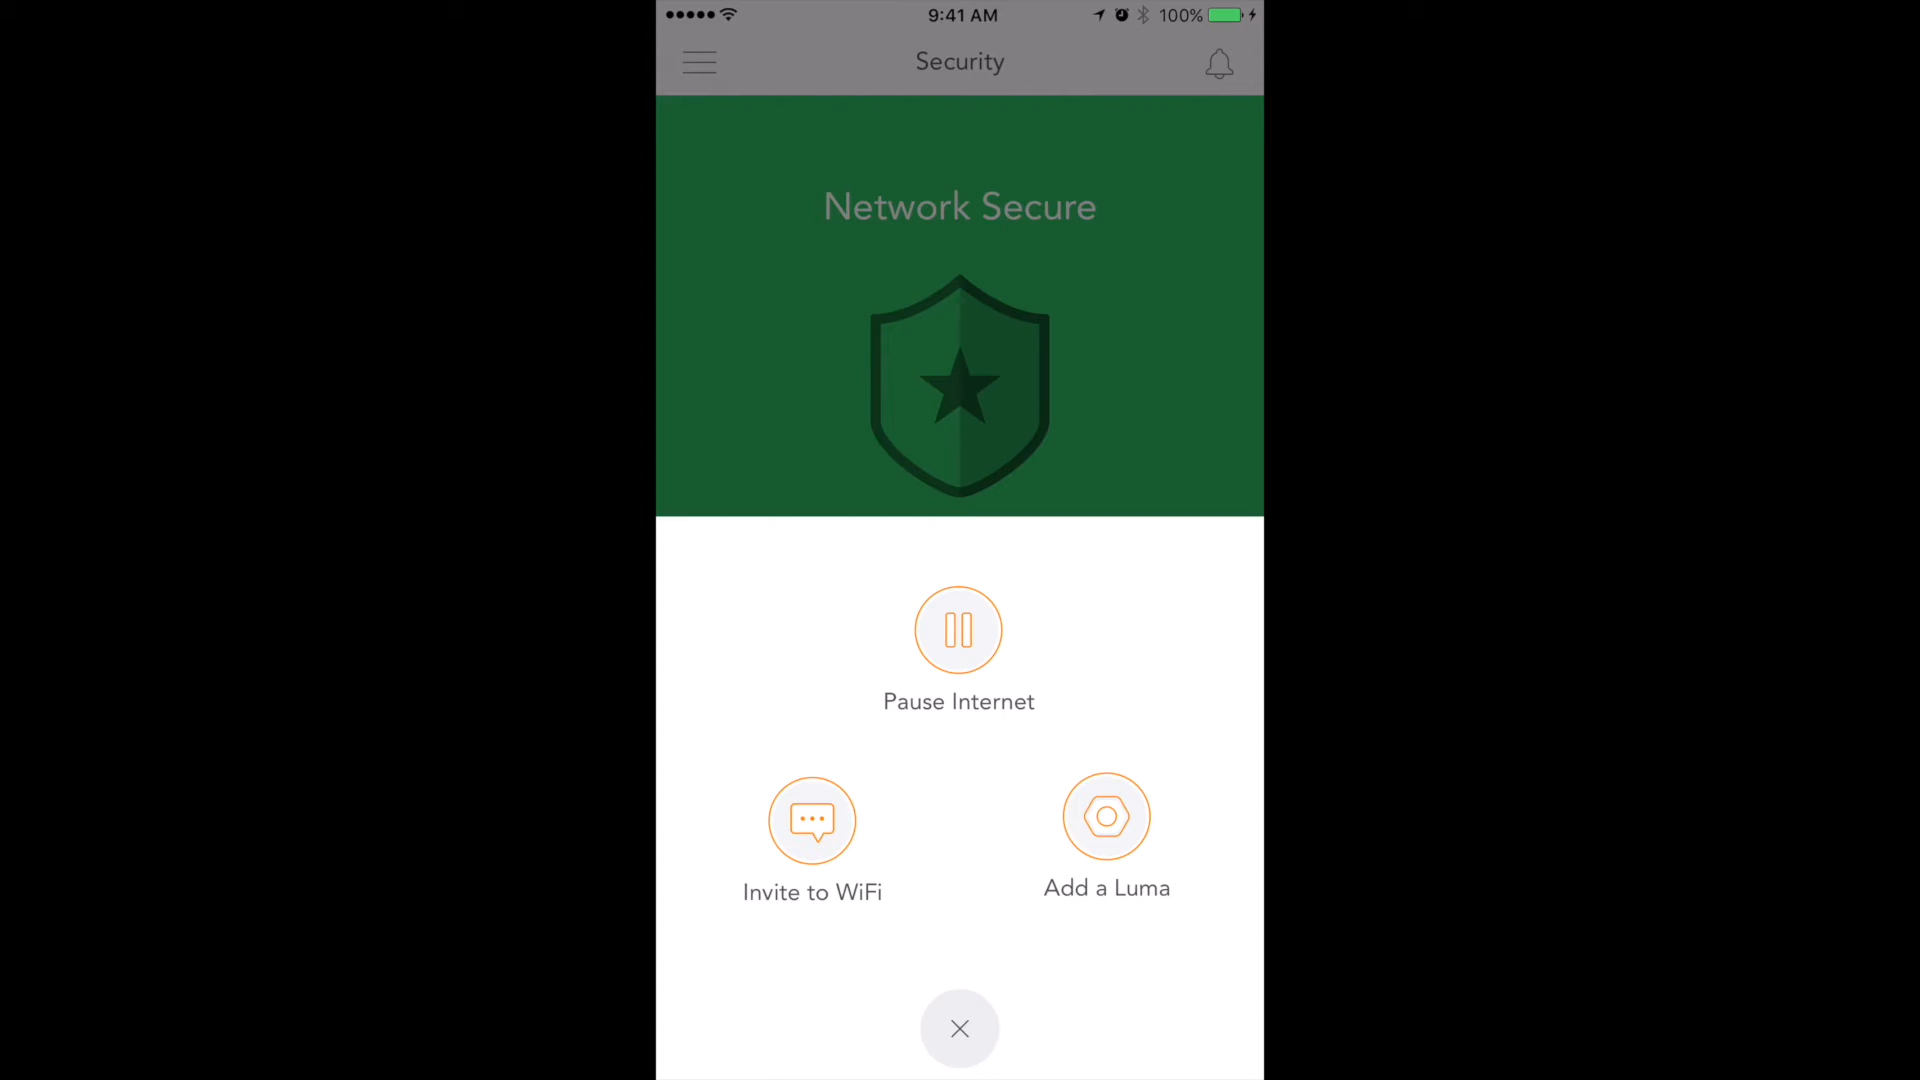 9:41 AM
100%
Security
Network Secure
Pause Internet
Invite to WiFi
Add a Luma